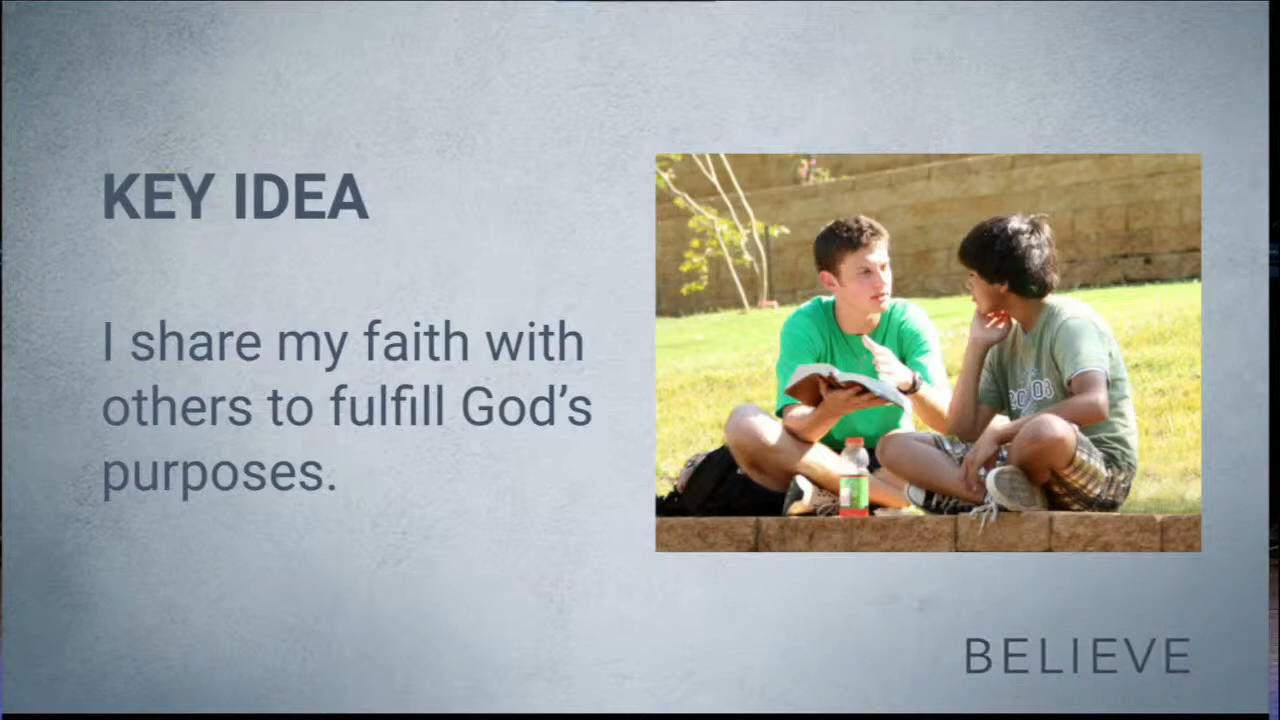 KEY IDEA
I share my faith with
others to fulfill God’s
purposes.
BELIEVE